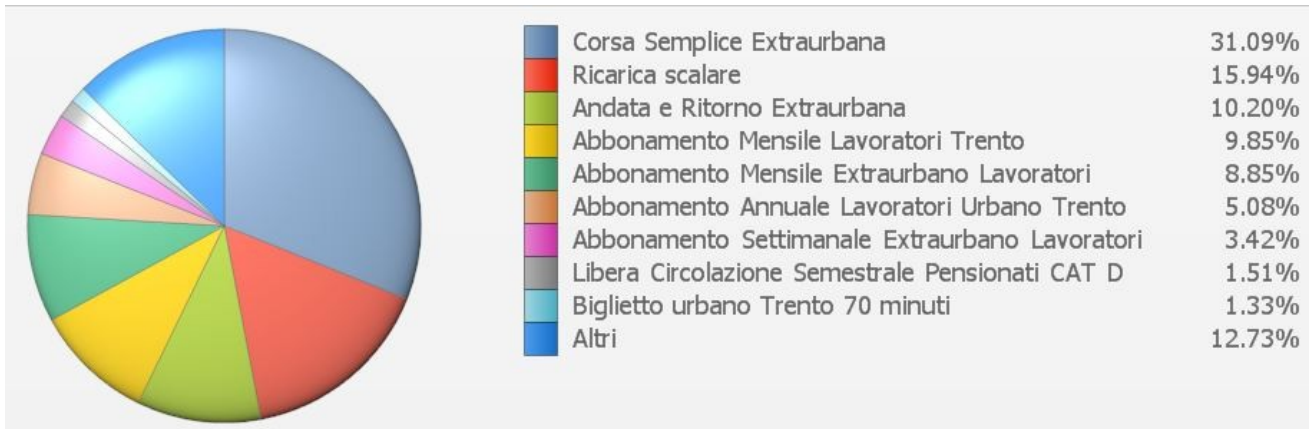 Corsa Semplice Extraurbana 31.09%
Ricarica scalare 15.94%
Andata e Ritorno Extraurbana 10.20%
Abbonamento Mensile Lavoratori Trento 9.85%
Abbonamento Mensile Extraurbano Lavoratori 8.85%
Abbonamento Annuale Lavoratori Urbano Trento 5.08%
Abbonamento Settimanale Extraurbano Lavoratori 3.42%
Libera Circolazione Semestrale Pensionati CAT D 1.51%
Biglietto urbano Trento 70 minuti 1.33%
Altri 12.73%